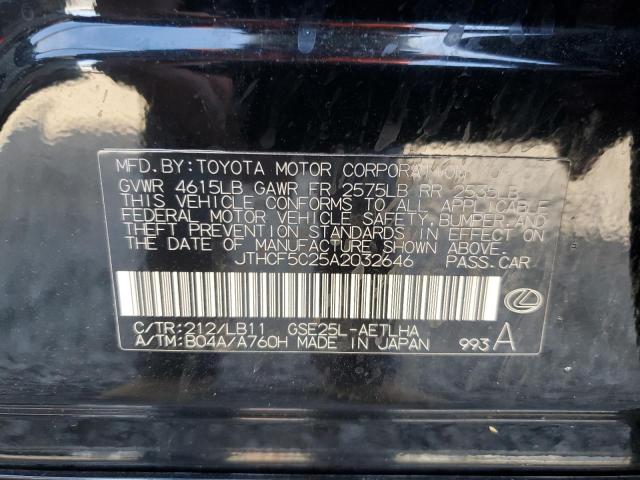 MFD.BY:TOYOTA MOTOR CORPORATION
GVWR 4615LB GAWR FR 2575LB RR 2535LB
THIS VEHICLE CONFORMS TO ALL APPLICABLE
FEDERAL MOTOR VEHICLE SAFETY, BUMPER, AND
THEFT PREVENTION STANDARDS IN EFFECT ON
THE DATE OF MANUFACTURE SHOWN ABOVE.
JTHCF5C25A2032646 PASS.CAR
C/TR:212/LB11 GSE25L-AETLHA
A/TM:B04A/A760H MADE IN JAPAN 993 A